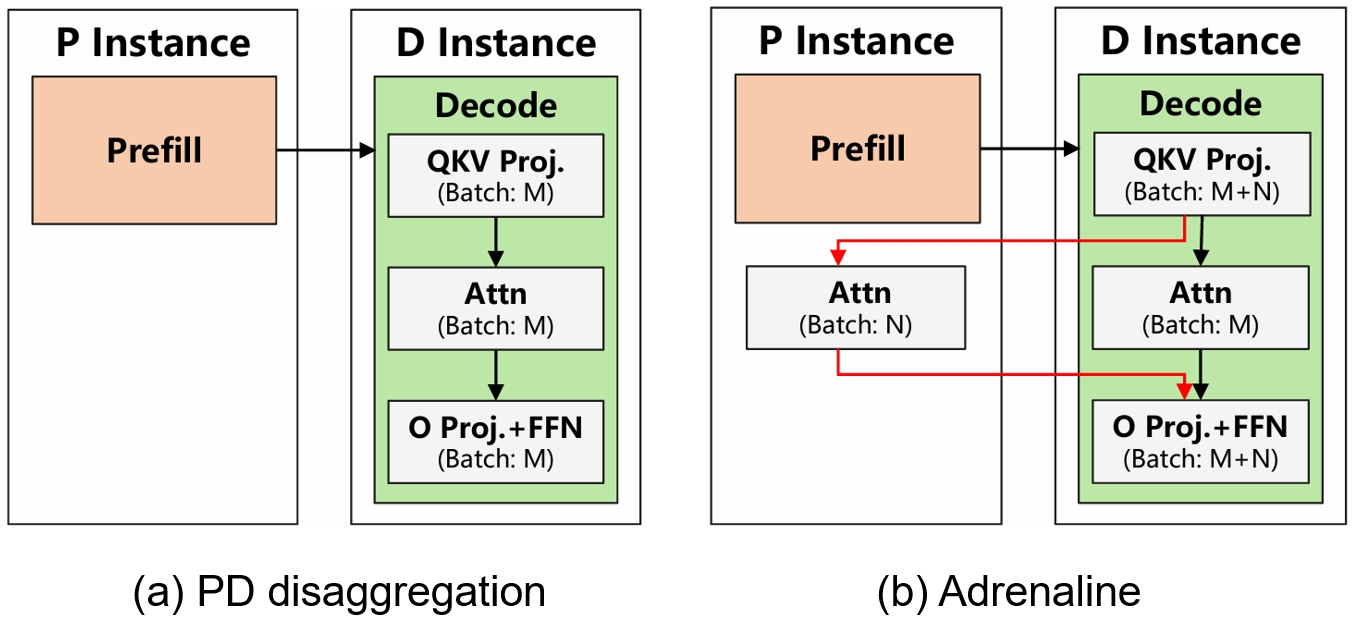 P Instance
D Instance
Prefill
Decode
QKV Proj.
(Batch: M)
Attn
(Batch: M)
O Proj.+FFN
(Batch: M)
(a) PD disaggregation
P Instance
D Instance
Prefill
Decode
QKV Proj.
(Batch: M+N)
Attn
(Batch: N)
Attn
(Batch: M)
O Proj.+FFN
(Batch: M+N)
(b) Adrenaline